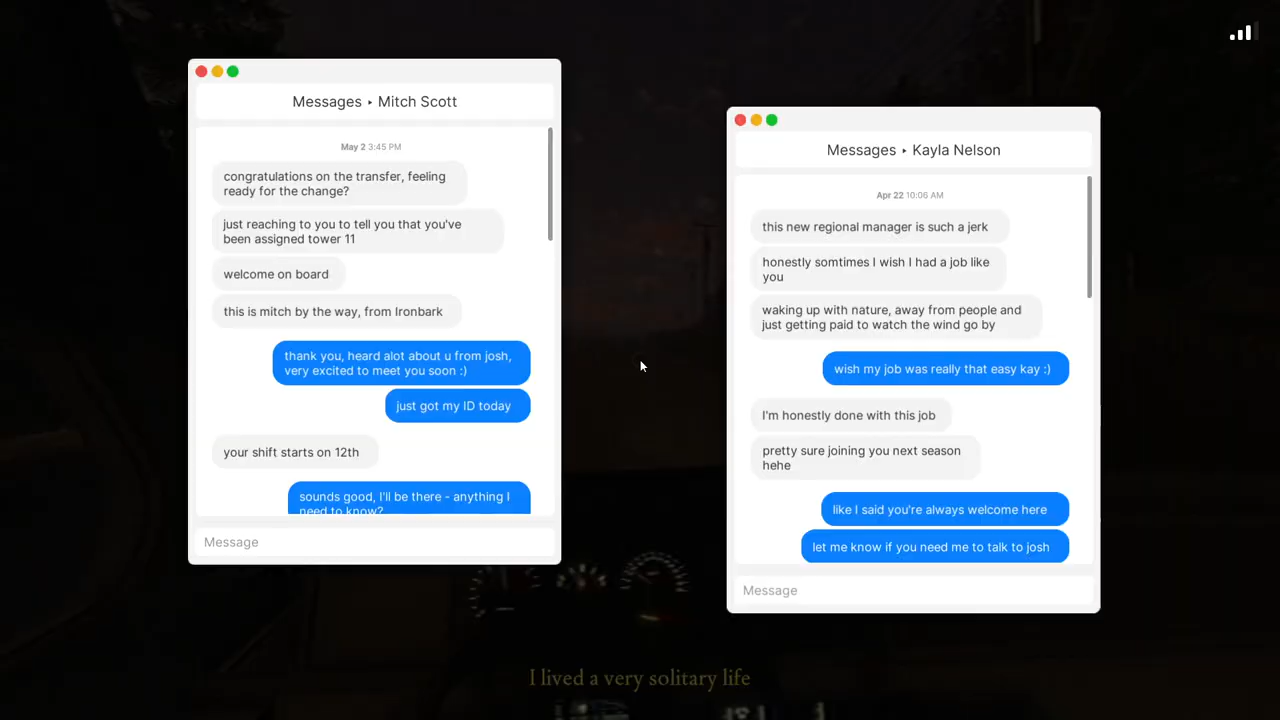 Messages ▸ Mitch Scott
May 2 3:45 PM
congratulations on the transfer, feeling
ready for the change?
just reaching to you to tell you that you've
been assigned tower 11
welcome on board
this is mitch by the way, from Ironbark
thank you, heard alot about u from josh,
very excited to meet you soon :)
just got my ID today
your shift starts on 12th
sounds good, I'll be there - anything I
need to know?
Message
Messages ▸ Kayla Nelson
Apr 22 10:06 AM
this new regional manager is such a jerk
honestly somtimes I wish I had a job like
you
waking up with nature, away from people and
just getting paid to watch the wind go by
wish my job was really that easy kay :)
I'm honestly done with this job
pretty sure joining you next season
hehe
like I said you're always welcome here
let me know if you need me to talk to josh
Message
I lived a very solitary life